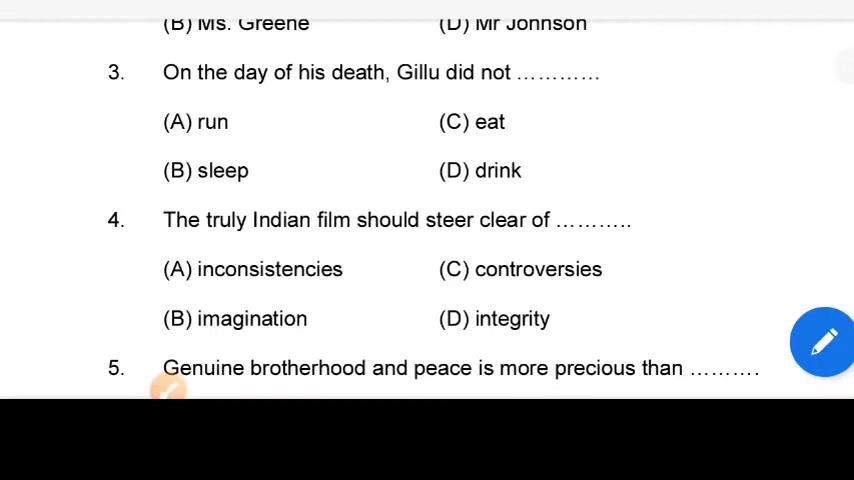 (B) Ms. Greene (D) Mr Johnson
3. On the day of his death, Gillu did not …………
(A) run (C) eat
(B) sleep (D) drink
4. The truly Indian film should steer clear of ………..
(A) inconsistencies (C) controversies
(B) imagination (D) integrity
5. Genuine brotherhood and peace is more precious than ……….